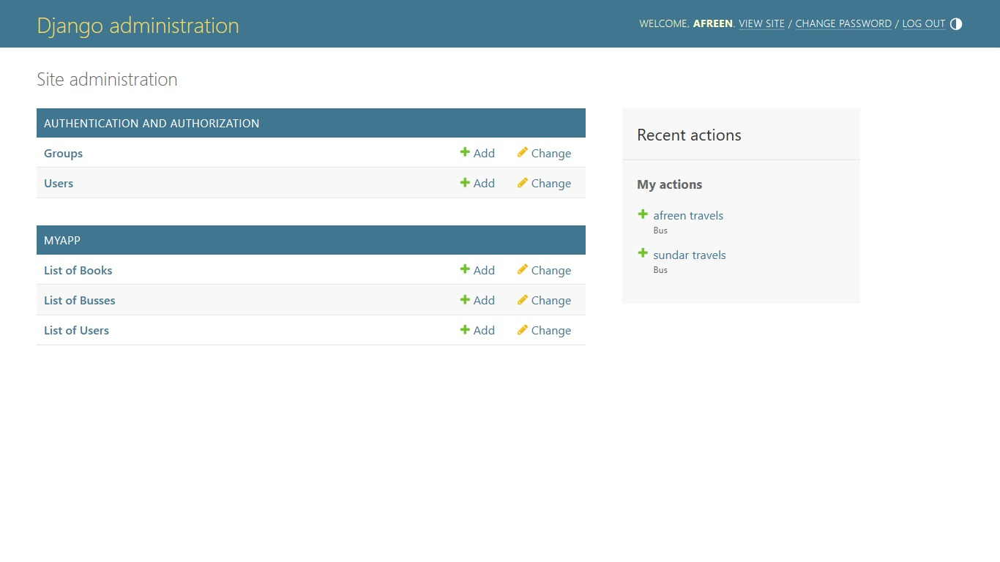 Django administration
WELCOME, AFREEN. VIEW SITE / CHANGE PASSWORD / LOG OUT
Site administration
AUTHENTICATION AND AUTHORIZATION
Groups Add Change
Users Add Change
MYAPP
List of Books Add Change
List of Busses Add Change
List of Users Add Change
Recent actions
My actions
afreen travels
Bus
sundar travels
Bus